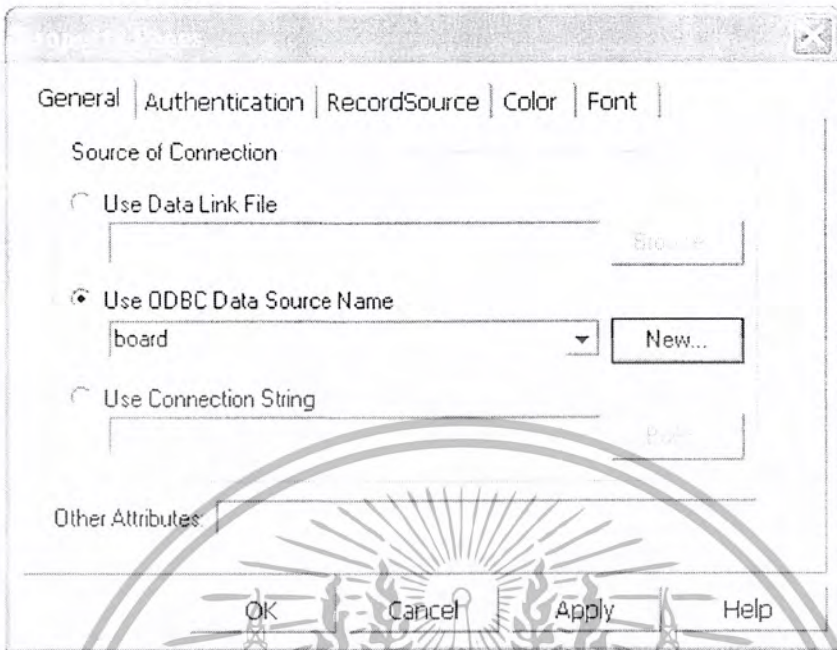 General Authentication RecordSource Color Font
Source of Connection
Use Data Link File
Browse...
Use ODBC Data Source Name
board
New...
Use Connection String
Other Attributes:
OK Cancel Apply Help